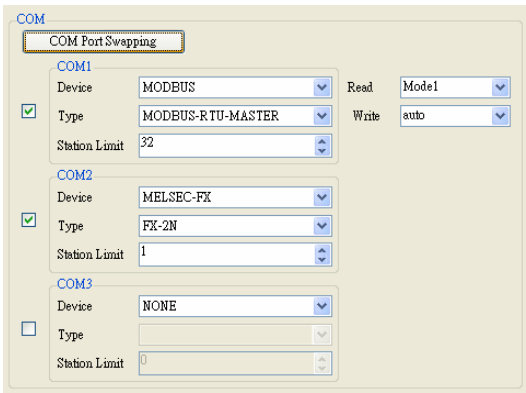 COM
COM Port Swapping
COM1
Device MODBUS Read Mode1
Type MODBUS-RTU-MASTER Write auto
Station Limit 32
COM2
Device MELSEC-FX
Type FX-2N
Station Limit 1
COM3
Device NONE
Type
Station Limit 0